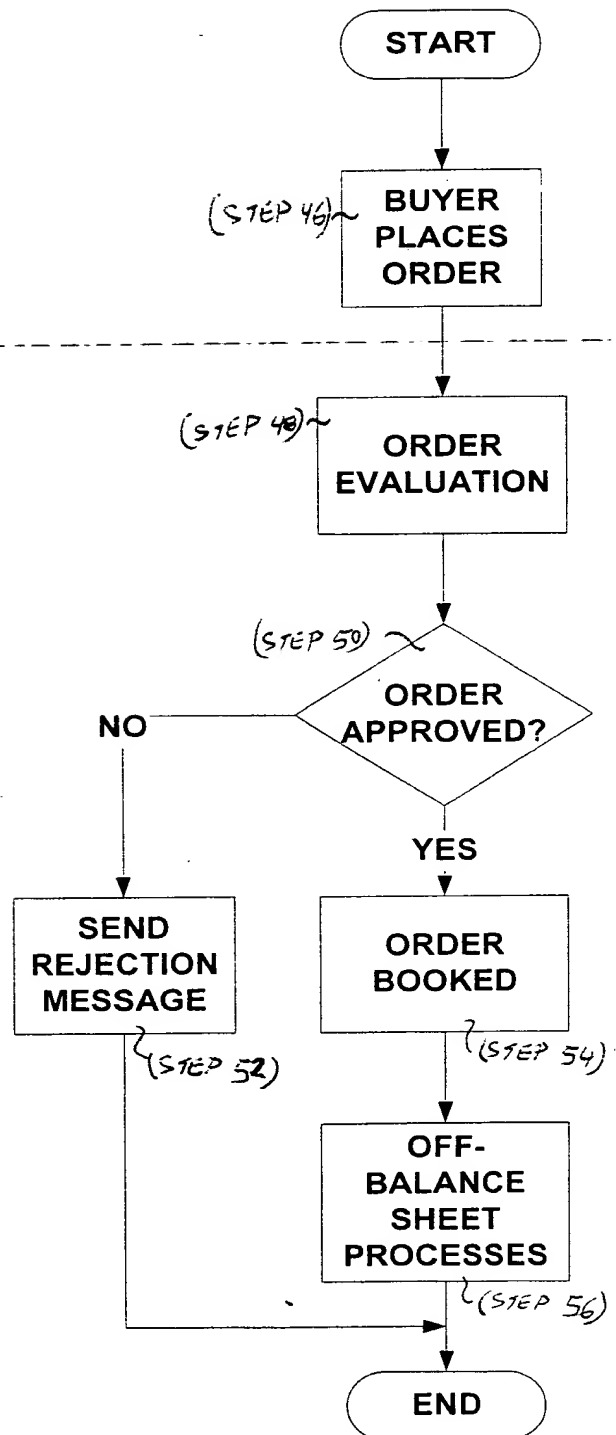 START
(STEP 46)
BUYER
PLACES
ORDER
(STEP 48)
ORDER
EVALUATION
(STEP 50)
ORDER
APPROVED?
NO
YES
SEND
REJECTION
MESSAGE
(STEP 52)
ORDER
BOOKED
(STEP 54)
OFF-
BALANCE
SHEET
PROCESSES
(STEP 56)
END